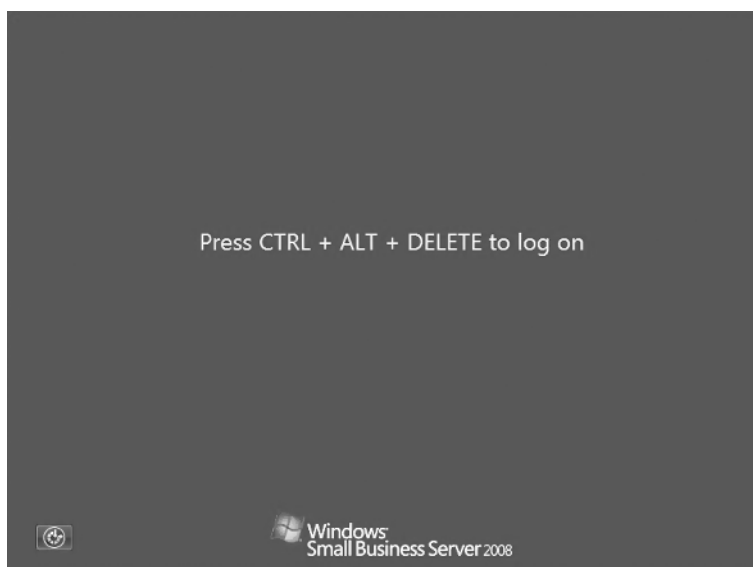 Press CTRL + ALT + DELETE to log on
Windows
Small Business Server 2008